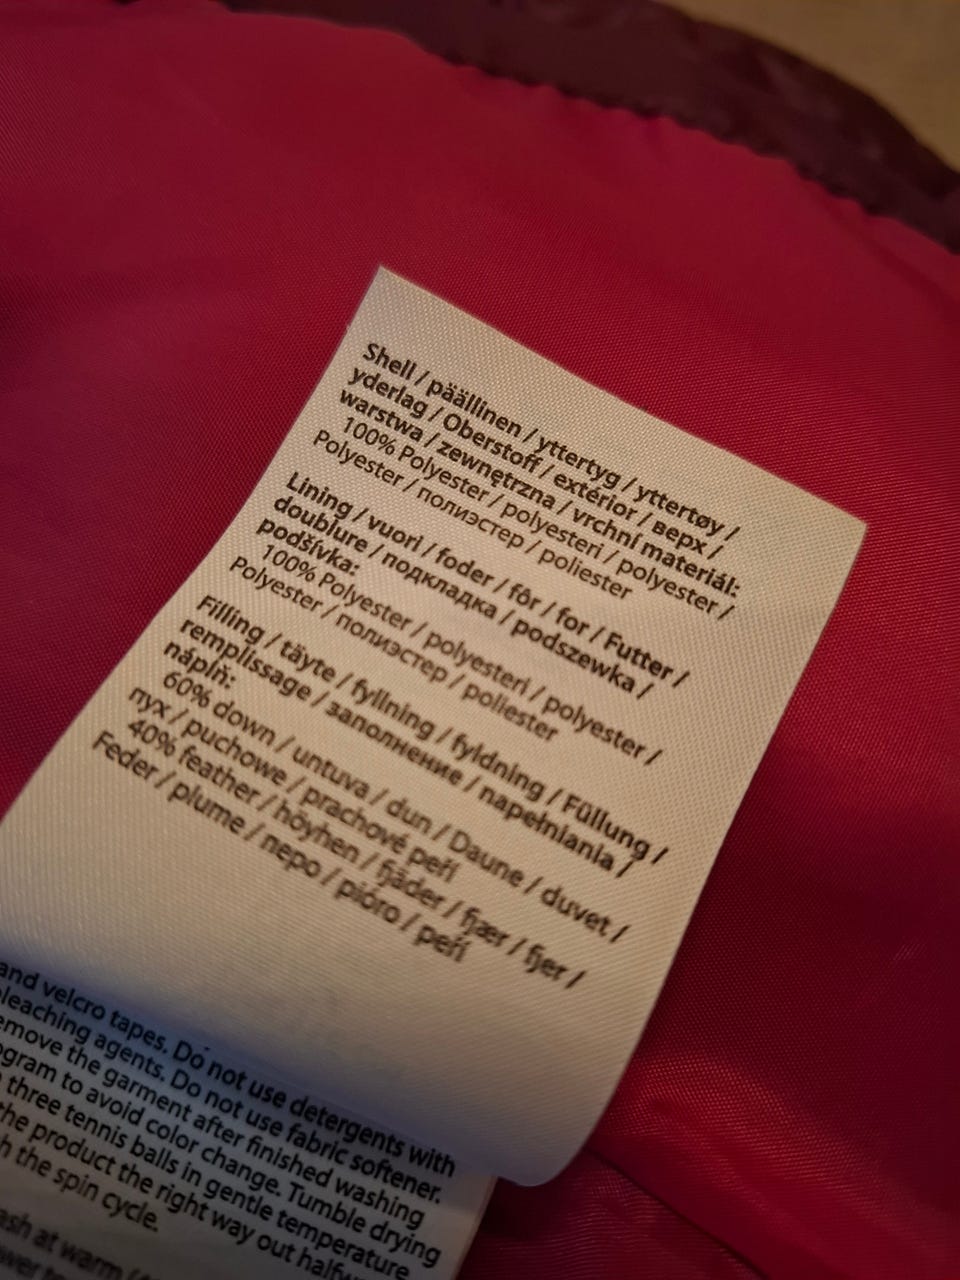 Shell / päällinen / yttertyg / yttertøy /
yderlag / Oberstoff / extérior / верх /
warstwa / zewnętrzna / vrchní materiál:
100% Polyester / polyesteri / polyester /
Polyester / полиэстер / poliester
Lining / vuori / foder / fôr / for / Futter /
doublure / подкладка / podszewka /
podšívka:
100% Polyester / polyesteri / polyester /
Polyester / полиэстер / poliester
Filling / täyte / fyllning / fyldning / Füllung /
remplissage / заполнение / napełniania /
náplň:
60% down / untuva / dun / Daune / duvet /
пух / puchowe / prachové peří
40% feather / höyhen / fjäder / fjær / fjer /
Feder / plume / перо / pióro / peří
and velcro tapes. Do not use detergents with
bleaching agents. Do not use fabric softener.
emove the garment after finished washing
ogram to avoid color change. Tumble drying
three tennis balls in gentle temperature
the product the right way out halfw
h the spin cycle.
ash at warm